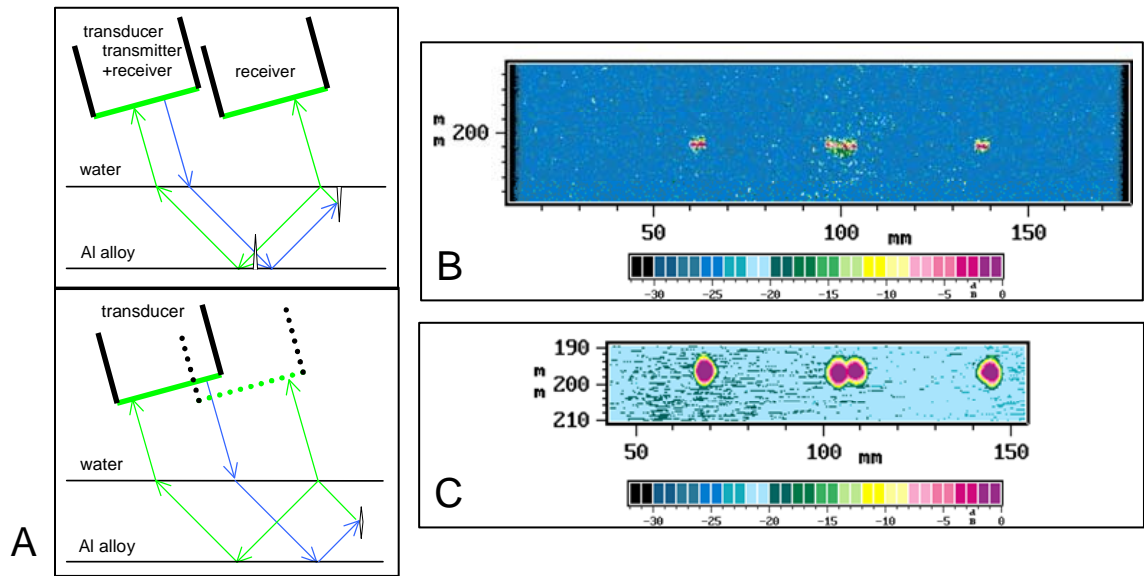 transducer
transmitter
+receiver
receiver
water
Al alloy
transducer
water
Al alloy
A
m
m
200
50
100
mm
150
B
-30
-25
-20
-15
-10
-5
d
B
0
190
m
m
200
210
50
100
mm
150
C
-30
-25
-20
-15
-10
-5
d
B
0